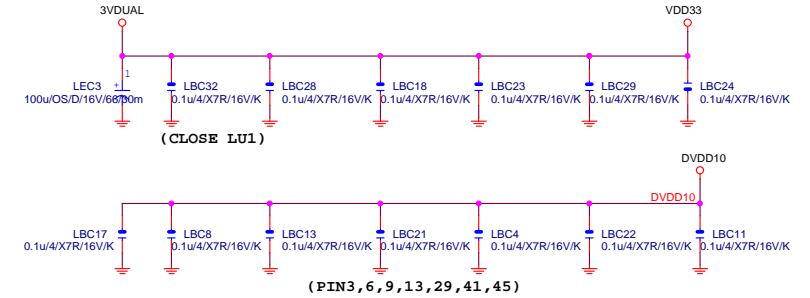 3VDUAL VDD33
1
LEC3 LBC32 LBC28 LBC18 LBC23 LBC29 LBC24
100u/OS/D/16V/66/30m 0.1u/4/X7R/16V/K 0.1u/4/X7R/16V/K 0.1u/4/X7R/16V/K 0.1u/4/X7R/16V/K 0.1u/4/X7R/16V/K 0.1u/4/X7R/16V/K
(CLOSE LU1)
DVDD10
DVDD10
LBC17 LBC8 LBC13 LBC21 LBC4 LBC22 LBC11
0.1u/4/X7R/16V/K 0.1u/4/X7R/16V/K 0.1u/4/X7R/16V/K 0.1u/4/X7R/16V/K 0.1u/4/X7R/16V/K 0.1u/4/X7R/16V/K 0.1u/4/X7R/16V/K
(PIN3,6,9,13,29,41,45)